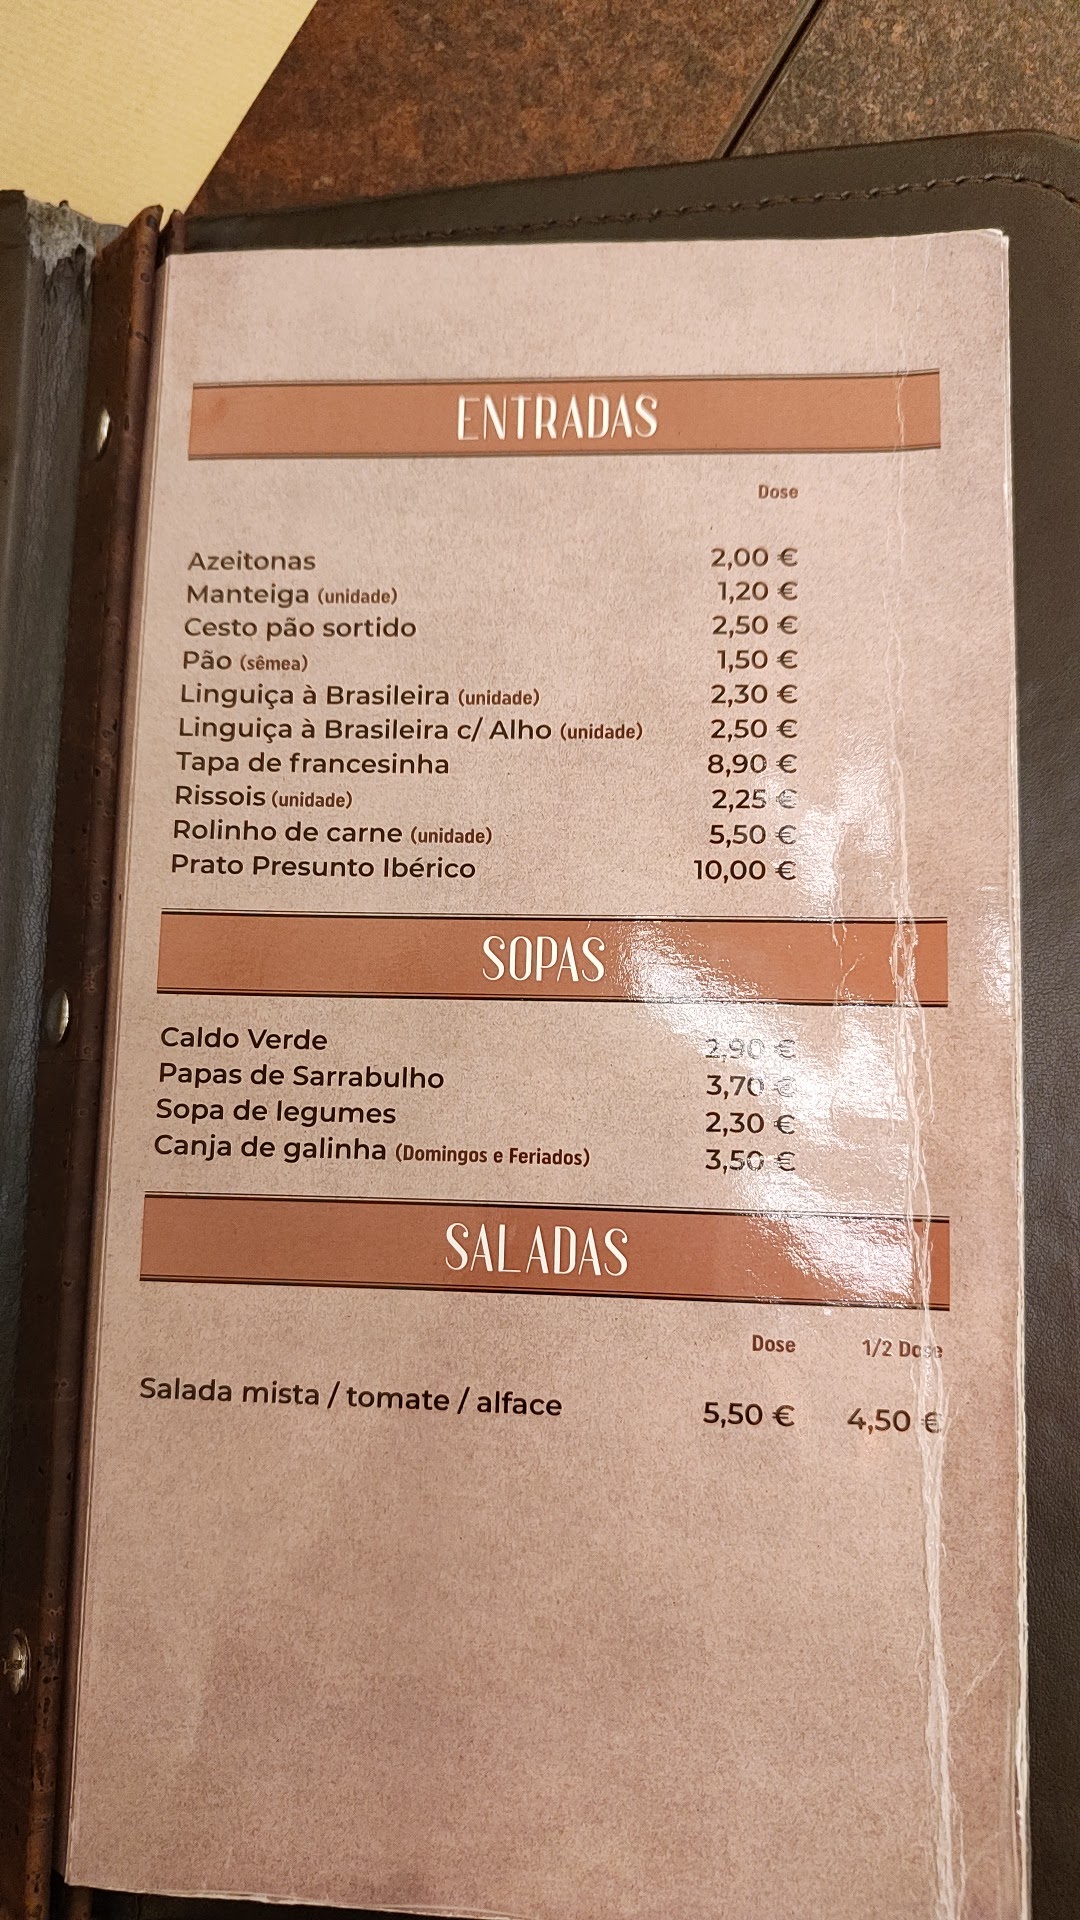 ENTRADAS
Dose
Azeitonas 2,00 €
Manteiga (unidade) 1,20 €
Cesto pão sortido 2,50 €
Pão (sêmea) 1,50 €
Linguiça à Brasileira (unidade) 2,30 €
Linguiça à Brasileira c/ Alho (unidade) 2,50 €
Tapa de francesinha 8,90 €
Rissois (unidade) 2,25 €
Rolinho de carne (unidade) 5,50 €
Prato Presunto Ibérico 10,00 €
SOPAS
Caldo Verde 2,90 €
Papas de Sarrabulho 3,70 €
Sopa de legumes 2,30 €
Canja de galinha (Domingos e Feriados) 3,50 €
SALADAS
Dose 1/2 Dose
Salada mista / tomate / alface 5,50 € 4,50 €